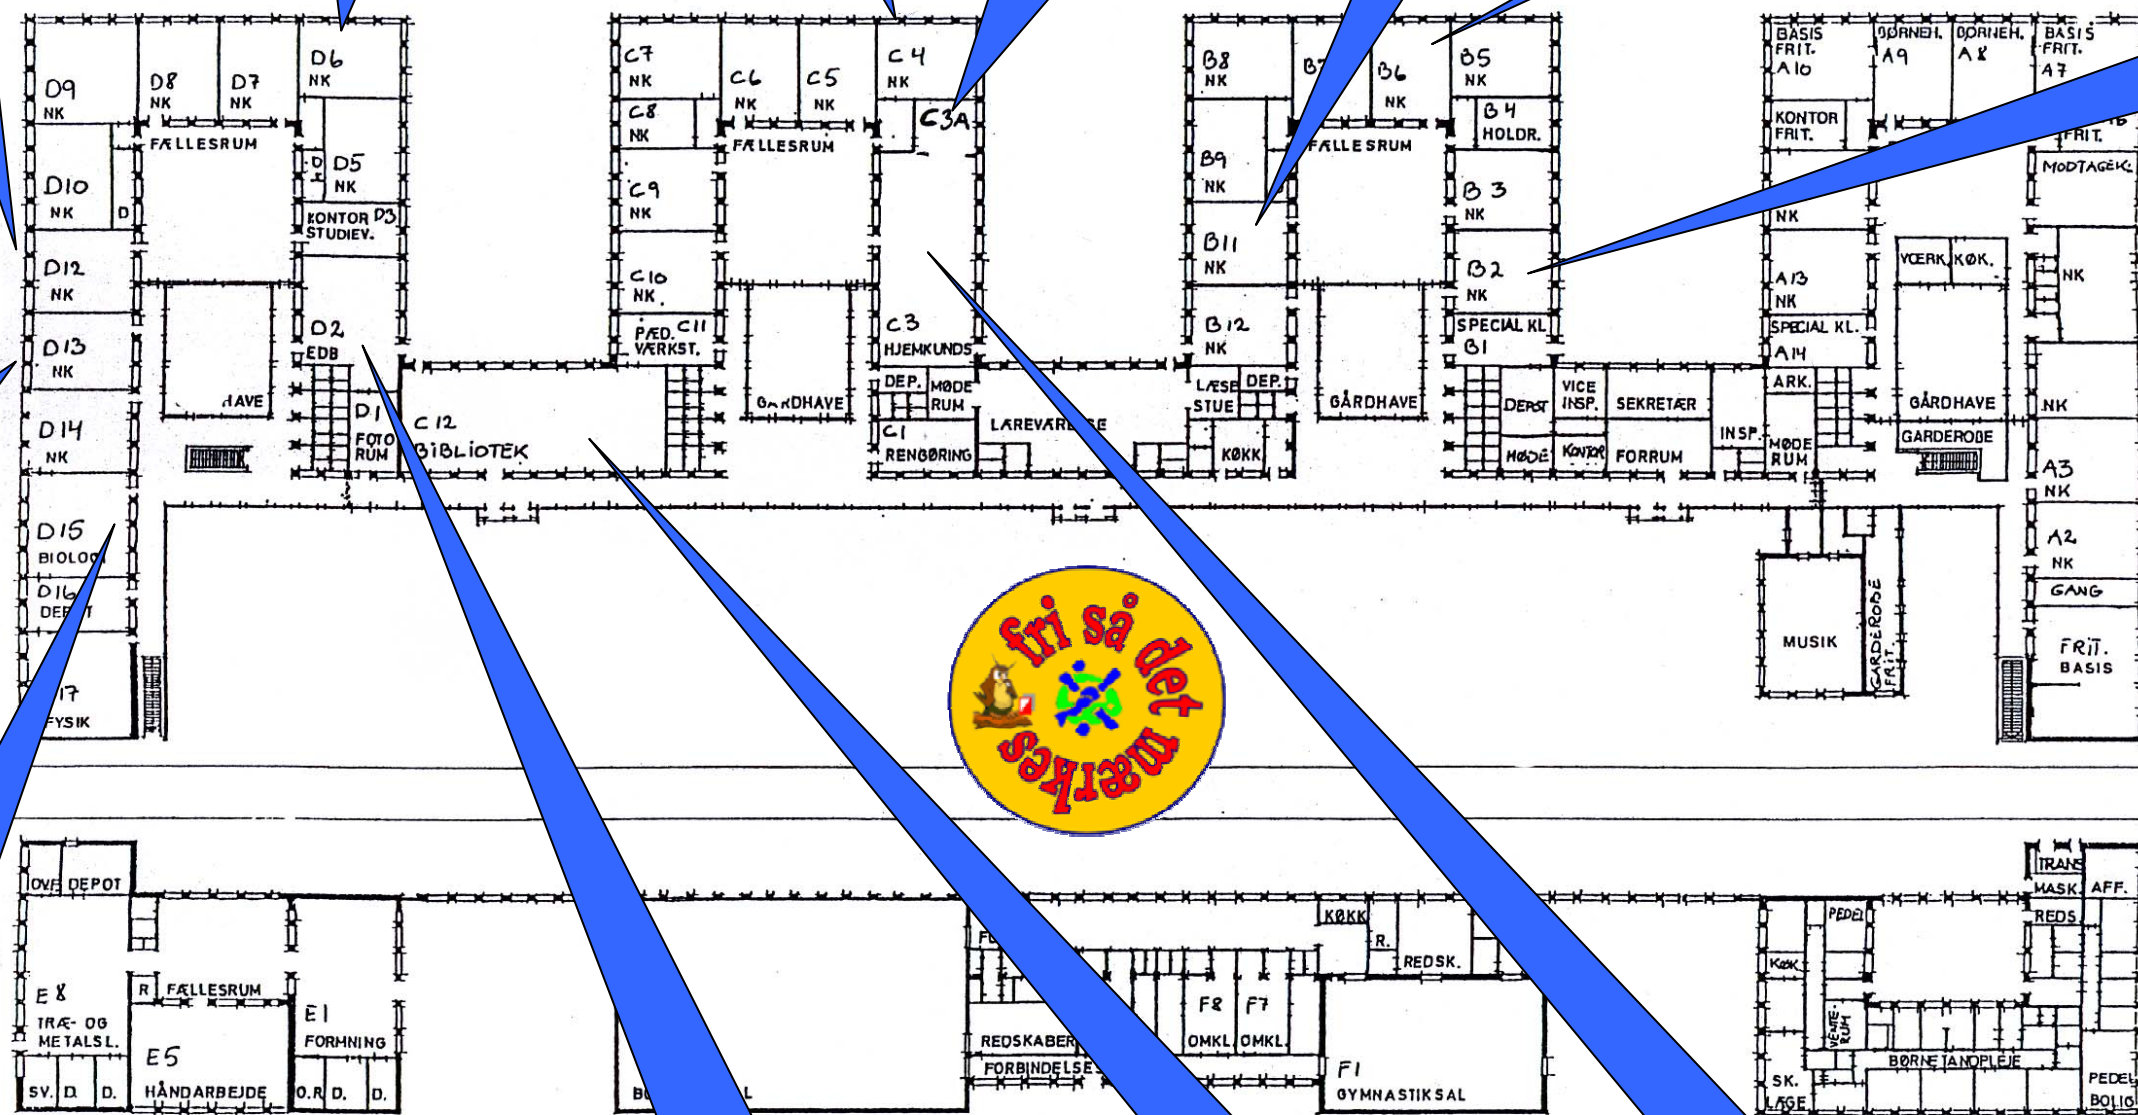 D9
NK
D8
NK
D7
NK
D6
NK
FÆLLESRUM
D10
NK
D
D
D5
NK
KONTOR D3
STUDIEV.
D12
NK
D13
NK
D2
EDB
HAVE
D14
NK
D1
FOTO
RUM
D15
BIOLOGI
D16
DEPOT
17
FYSIK
C7
NK
C6
NK
C5
NK
C4
NK
C8
NK
C3A
FÆLLESRUM
C9
NK
C10
NK.
PÆD. C11
VÆRKST.
C3
HJEMKUNDS
GÅRDHAVE
DEP.
MØDE
RUM
C1
RENGØRING
C12
BIBLIOTEK
LÆREVÆRELSE
B8
NK
B6
NK
B5
NK
B4
HOLDR.
FÆLLESRUM
B9
NK
B3
NK
B11
NK
B2
NK
B12
NK
SPECIAL KL
B1
LÆSE
STUE
DEP.
KØKK
GÅRDHAVE
DEPOT
MØDE
VICE
INSP.
KONTOR
SEKRETÆR
FORRUM
INSP.
BASIS
FRIT.
A10
BØRNEH.
A9
BØRNEH.
A8
BASIS
FRIT.
A7
KONTOR
FRIT.
FRIT.
MODTAGEK.
NK
VÆRK.
KØK.
NK
A13
NK
SPECIAL KL.
A14
ARK.
MØDE
RUM
GÅRDHAVE
GARDEROBE
NK
A3
NK
A2
NK
GANG
FRIT.
BASIS
MUSIK
GARDEROBE
FRIT.
fri så det mærkes
DEPOT
E8
TRÆ- OG
METALSL.
SV.
D.
D.
R
FÆLLESRUM
E5
HÅNDARBEJDE
E1
FORMNING
O.R
D.
D.
REDSKABER
FORBINDELSES
F8
OMKL.
F7
OMKL.
KØKK
R.
REDSK.
F1
GYMNASTIKSAL
PEDEL
KØK
VENTE-
RUM
SK.
LÆGE
BØRNETANDPLEJE
TRANS
MASK.
AFF.
REDS
PEDEL
BOLIG